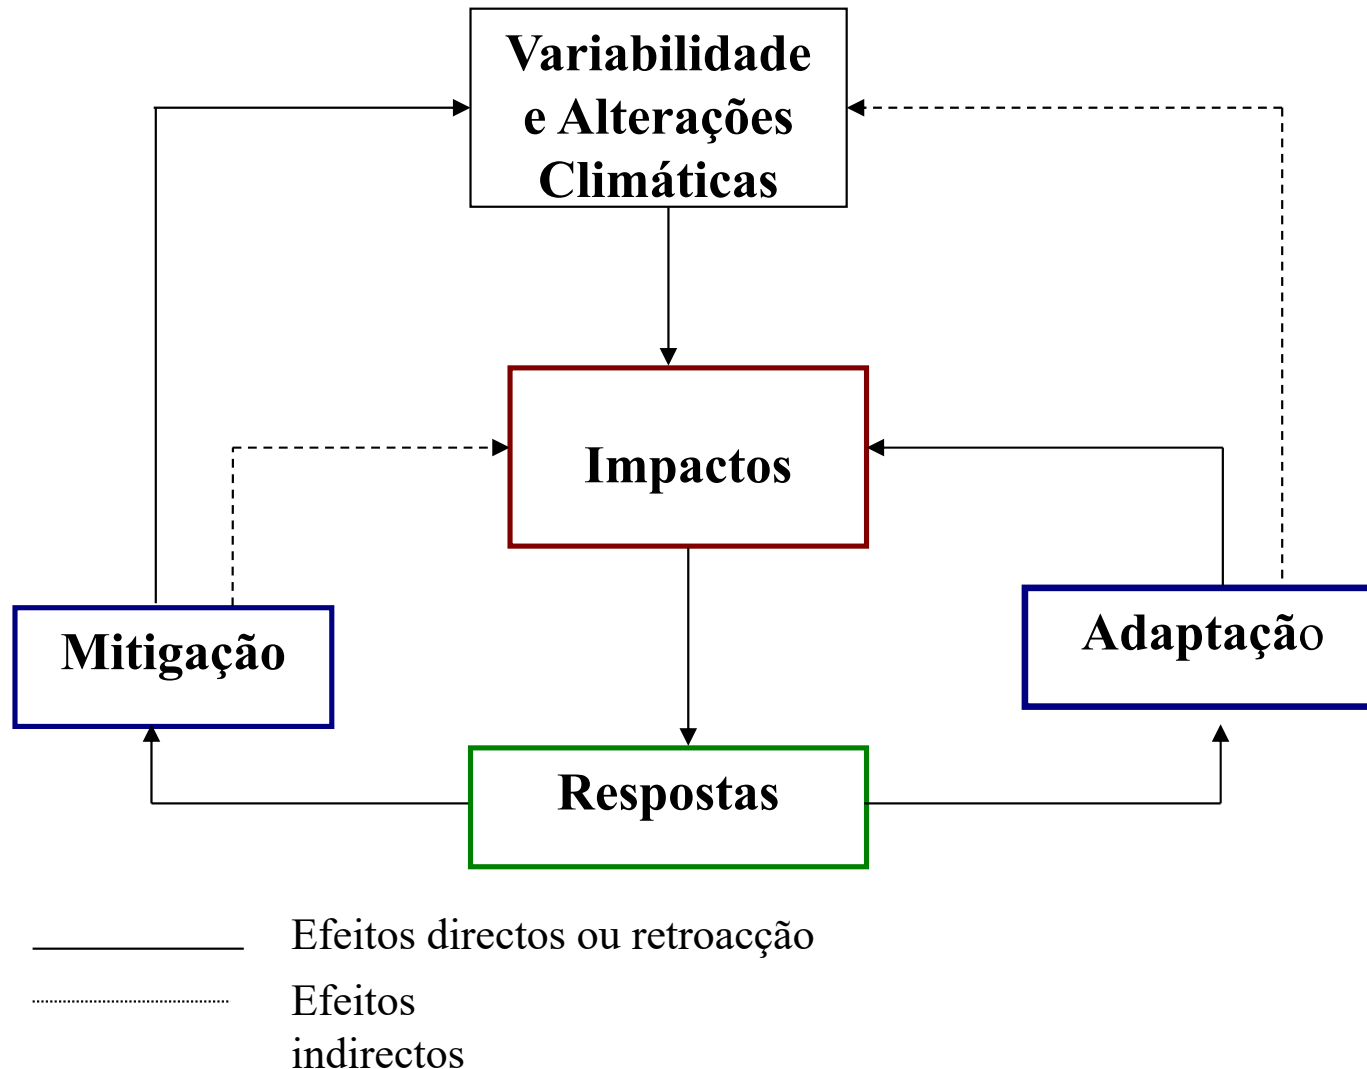 Variabilidade
e Alterações
Climáticas
Impactos
Mitigação
Adaptação
Respostas
Efeitos directos ou retroacção
Efeitos
indirectos